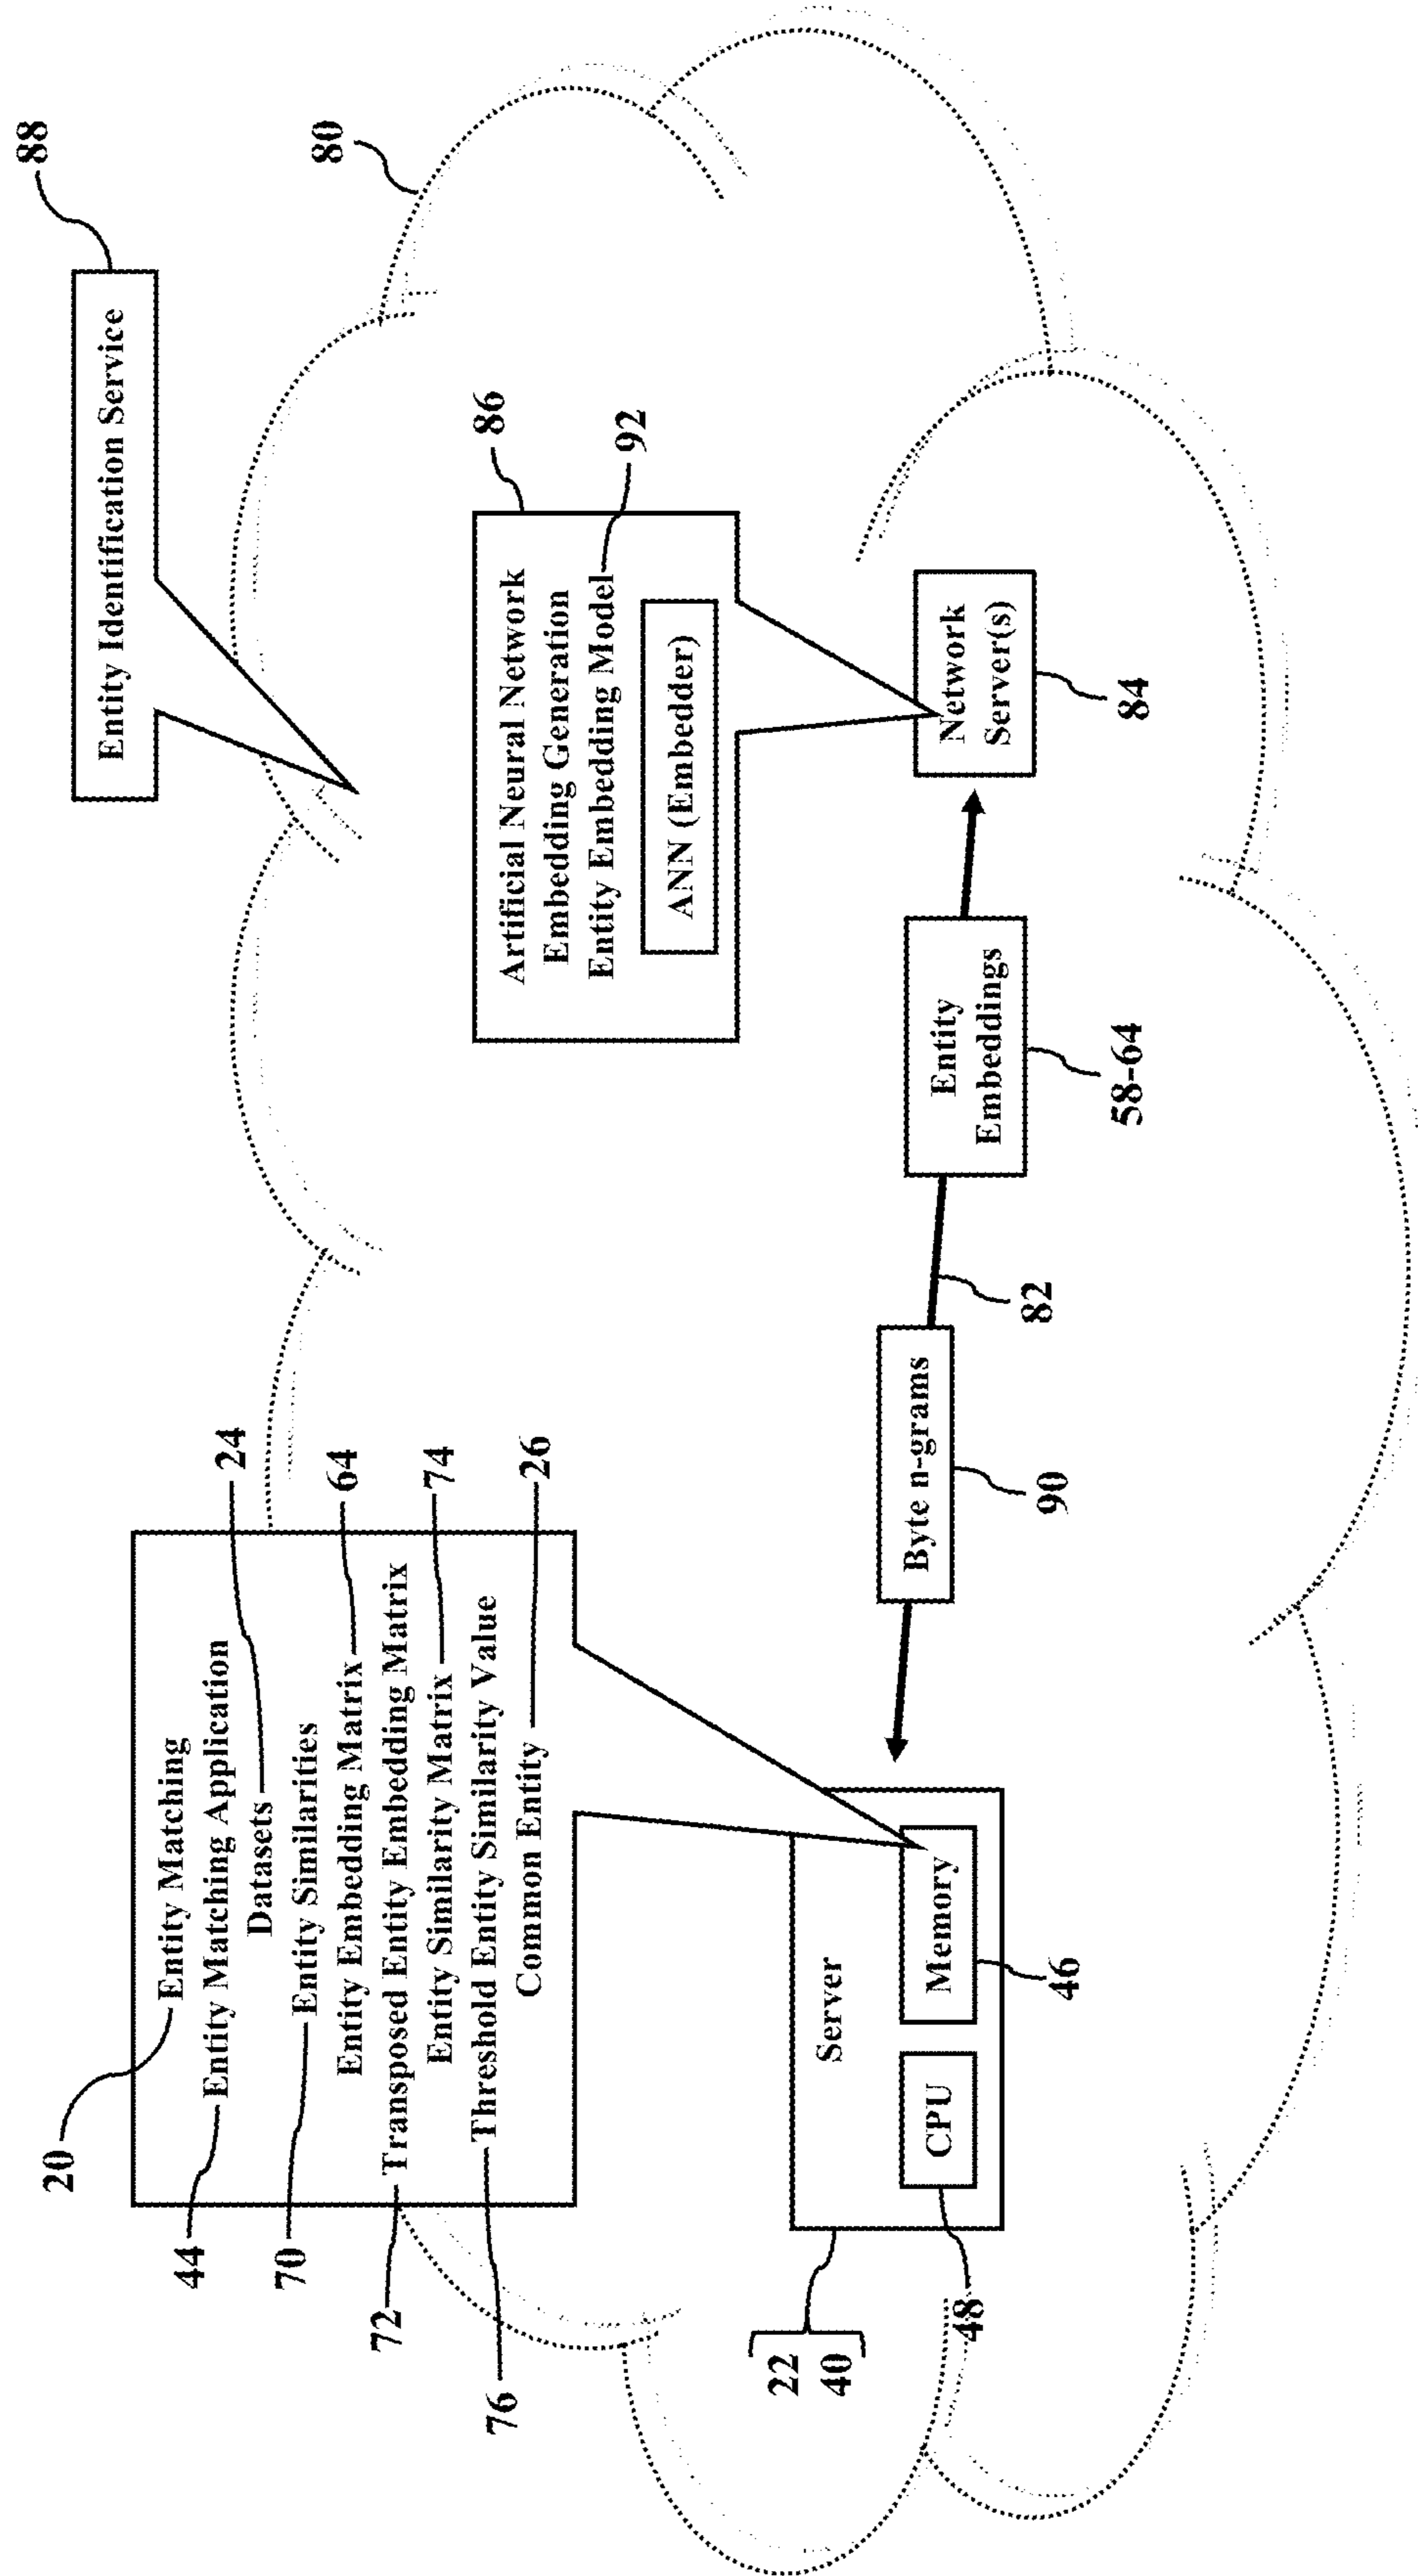 88
Entity Identification Service
80
20
Entity Matching
44
Entity Matching Application
Datasets
24
70
Entity Similarities
Entity Embedding Matrix
64
72
Transposed Entity Embedding Matrix
Entity Similarity Matrix
74
76
Threshold Entity Similarity Value
Common Entity
26
86
Artificial Neural Network
Embedding Generation
Entity Embedding Model
92
ANN (Embedder)
22
40
Server
CPU
48
Memory
46
Byte n-grams
90
82
Entity
Embeddings
58-64
Network
Server(s)
84